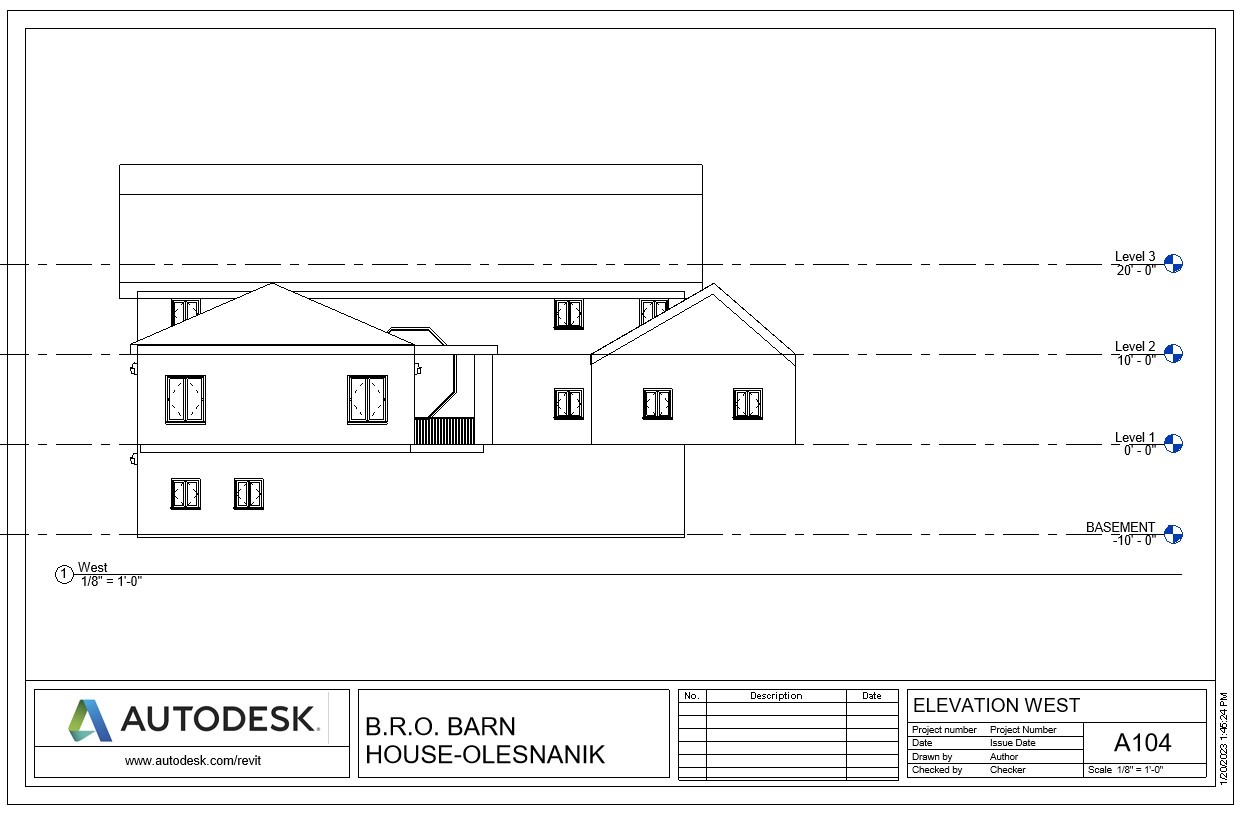 Level 3
20' - 0"
Level 2
10' - 0"
Level 1
0' - 0"
BASEMENT
-10' - 0"
1 West
1/8" = 1'-0"
AUTODESK.
www.autodesk.com/revit
B.R.O. BARN
HOUSE-OLESNANIK
No. Description Date
ELEVATION WEST
Project number Project Number
Date Issue Date
Drawn by Author
Checked by Checker
A104
Scale 1/8" = 1'-0"
1/20/2023 1:45:24 PM